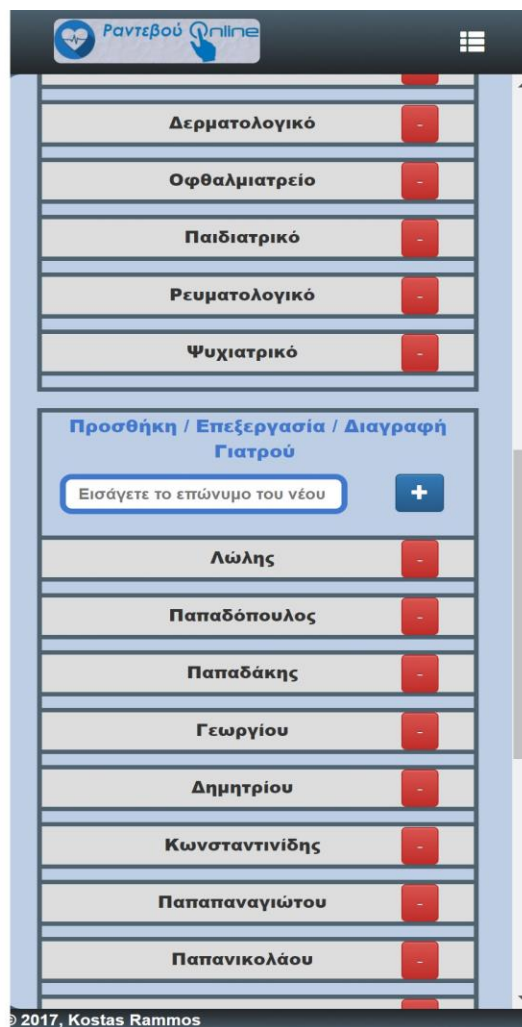 Ραντεβού Online
-
Δερματολογικό -
Οφθαλμιατρείο -
Παιδιατρικό -
Ρευματολογικό -
Ψυχιατρικό -
Προσθήκη / Επεξεργασία / Διαγραφή
Γιατρού
Εισάγετε το επώνυμο του νέου +
Λώλης -
Παπαδόπουλος -
Παπαδάκης -
Γεωργίου -
Δημητρίου -
Κωνσταντινίδης -
Παπαπαναγιώτου -
Παπανικολάου -
-
© 2017, Kostas Rammos